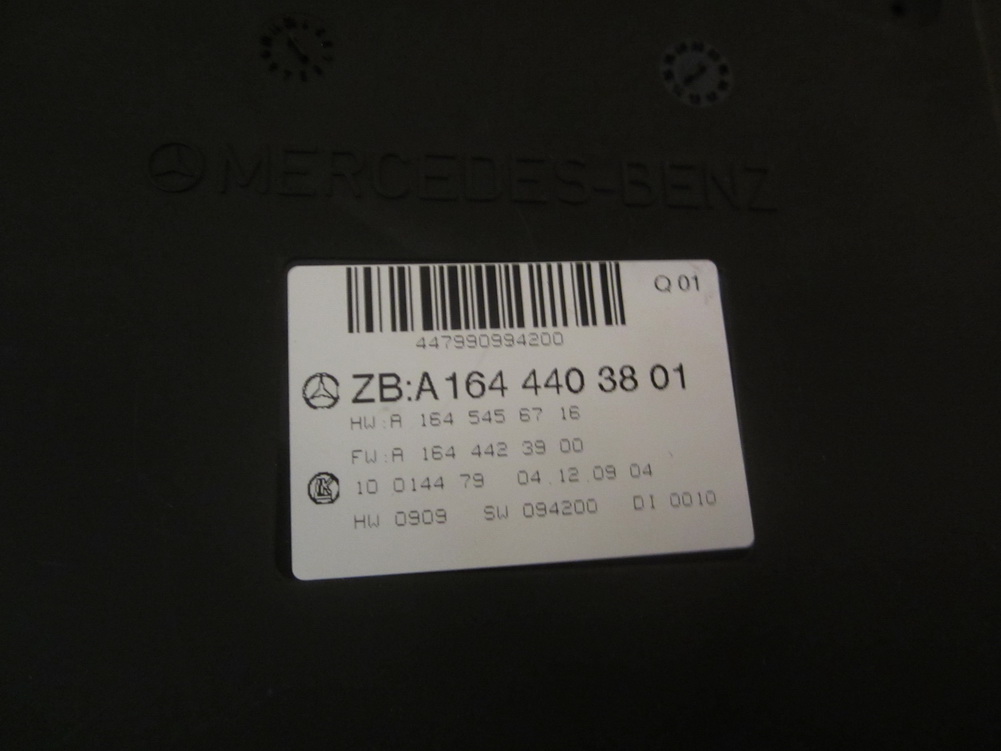 MERCEDES-BENZ
Q 01
447990994200
ZB:A 164 440 38 01
HW:A 164 545 67 16
FW:A 164 442 39 00
LK 10 0144 79 04.12.09 04
HW 0909 SW 094200 DI 0010